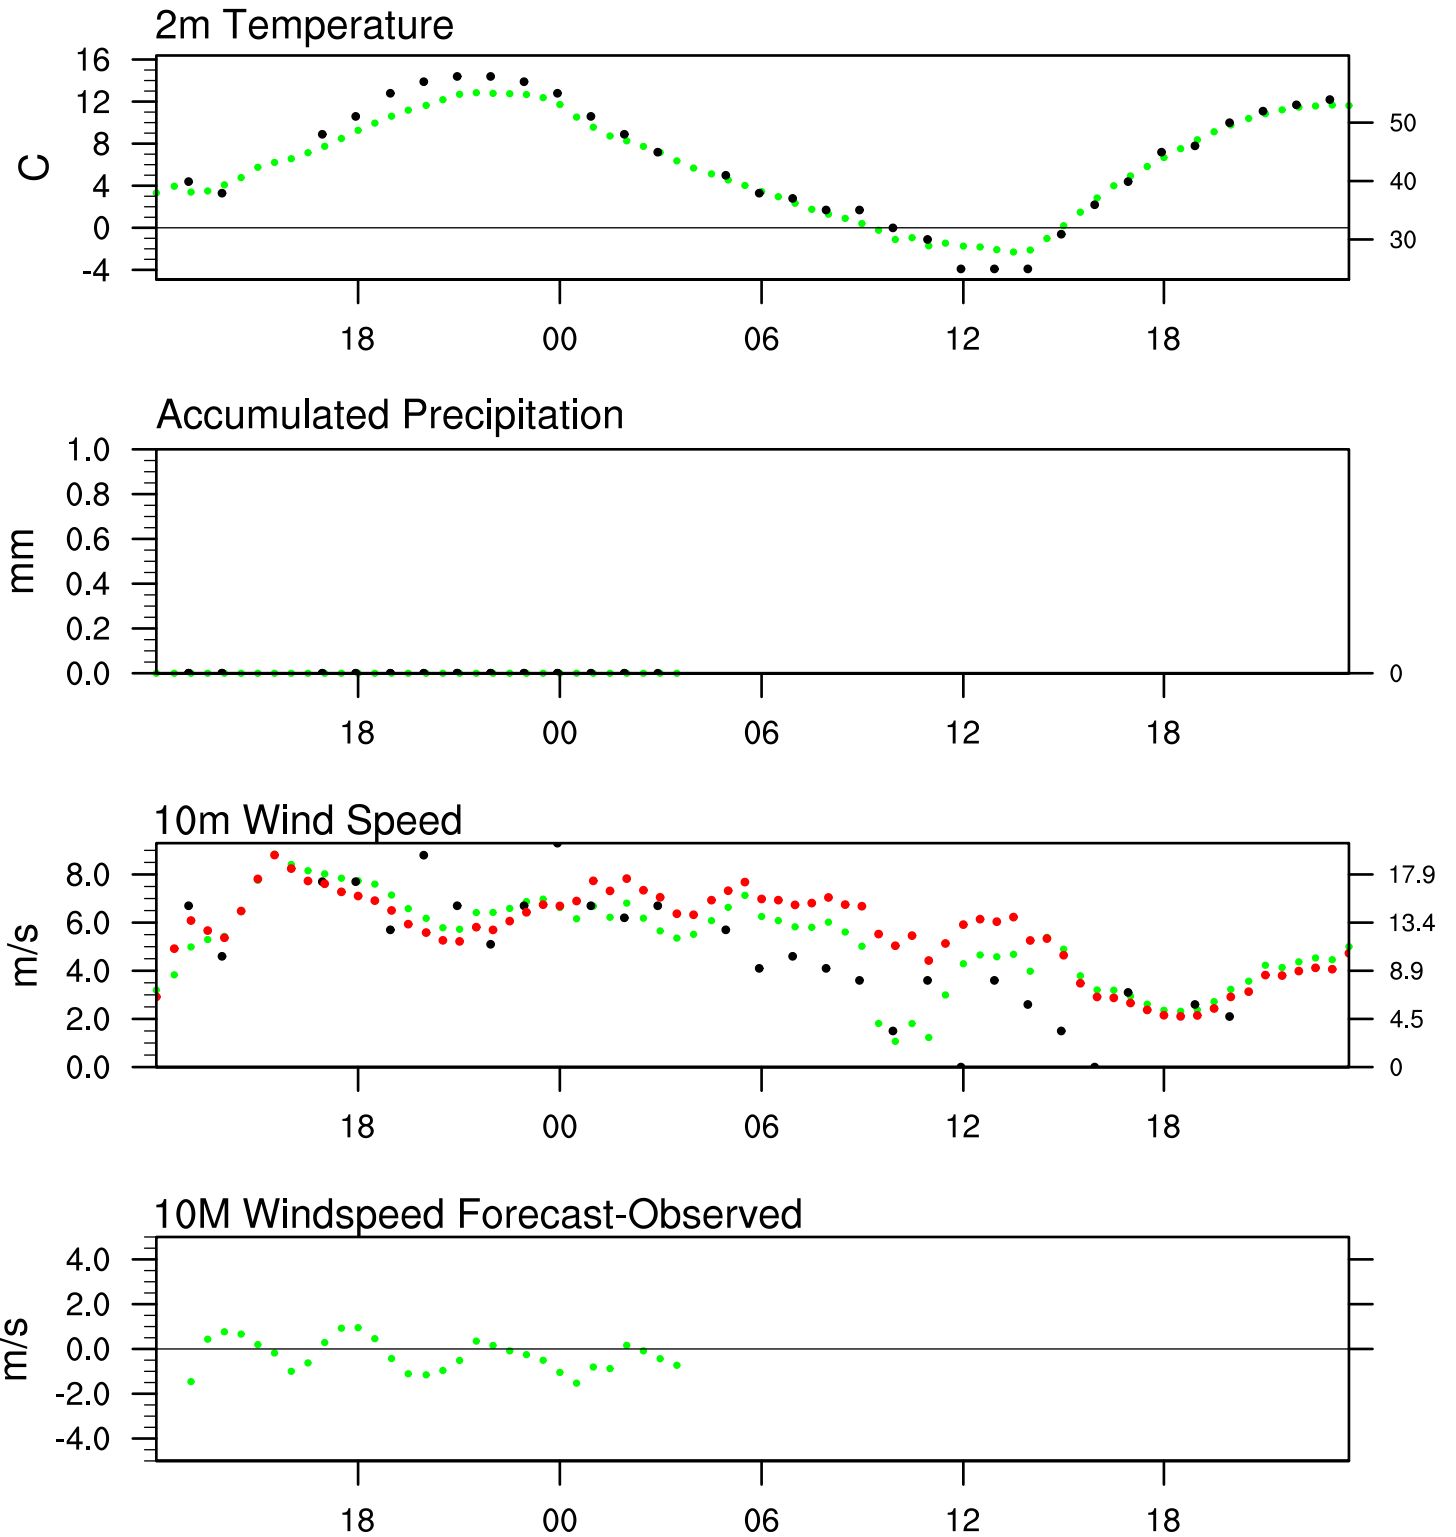 2m Temperature
16
12
8
4
0
-4
C
50
40
30
18 00 06 12 18
Accumulated Precipitation
1.0
0.8
0.6
0.4
0.2
0.0
mm
0
18 00 06 12 18
10m Wind Speed
8.0
6.0
4.0
2.0
0.0
m/s
17.9
13.4
8.9
4.5
0
18 00 06 12 18
10M Windspeed Forecast-Observed
4.0
2.0
0.0
-2.0
-4.0
m/s
18 00 06 12 18